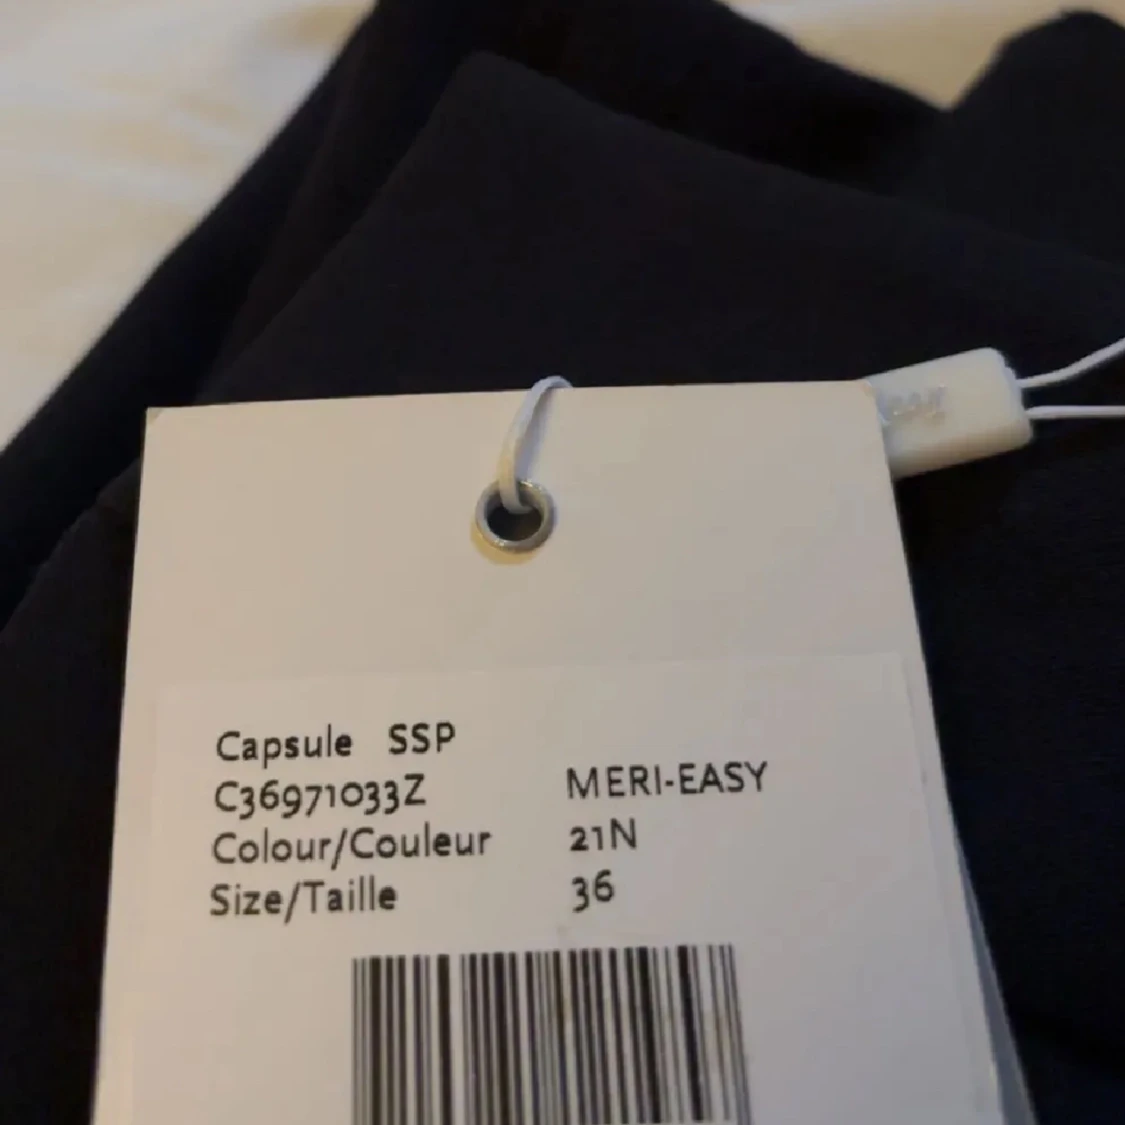 Capsule SSP
C36971033Z MERI-EASY
Colour/Couleur 21N
Size/Taille 36